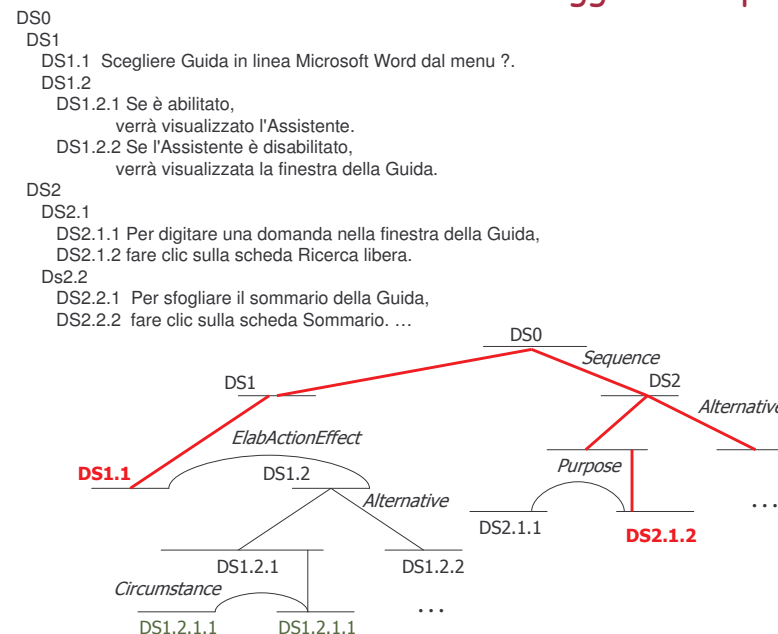 DS0
DS1
DS1.1 Scegliere Guida in linea Microsoft Word dal menu ?.
DS1.2
DS1.2.1 Se è abilitato,
verrà visualizzato l'Assistente.
DS1.2.2 Se l'Assistente è disabilitato,
verrà visualizzata la finestra della Guida.
DS2
DS2.1
DS2.1.1 Per digitare una domanda nella finestra della Guida,
DS2.1.2 fare clic sulla scheda Ricerca libera.
Ds2.2
DS2.2.1 Per sfogliare il sommario della Guida,
DS2.2.2 fare clic sulla scheda Sommario. …
DS0
Sequence
DS1
DS2
Alternative
ElabActionEffect
DS1.1
DS1.2
Purpose
Alternative
...
DS2.1.1
DS2.1.2
DS1.2.1
DS1.2.2
Circumstance
...
DS1.2.1.1
DS1.2.1.1